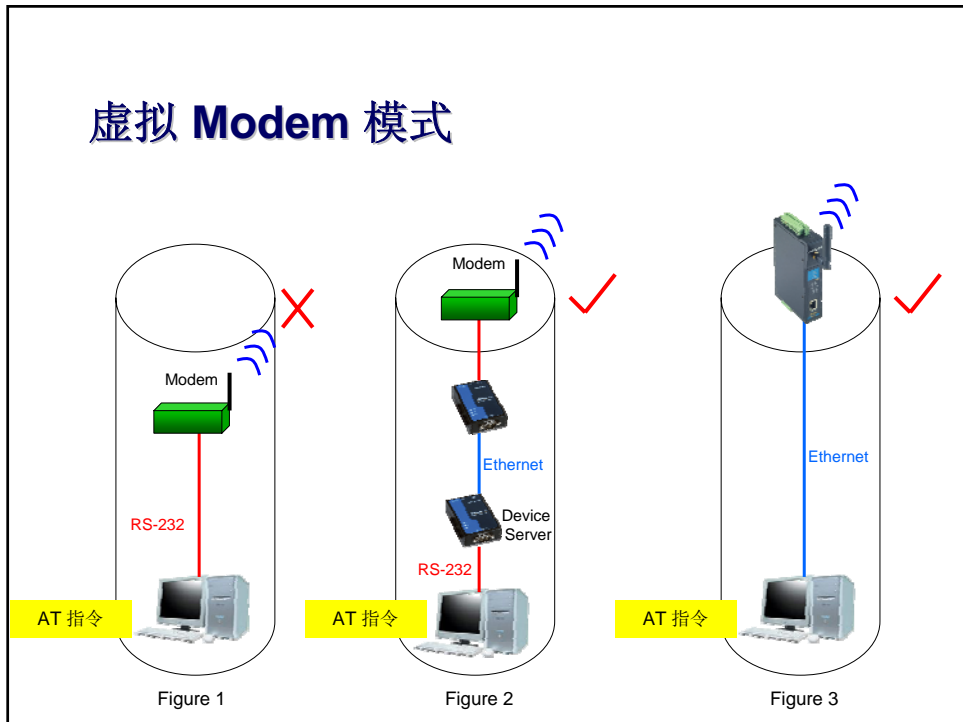 虚拟 Modem 模式
Modem
RS-232
AT 指令
Figure 1
Modem
Ethernet
Device
Server
RS-232
AT 指令
Figure 2
Ethernet
AT 指令
Figure 3